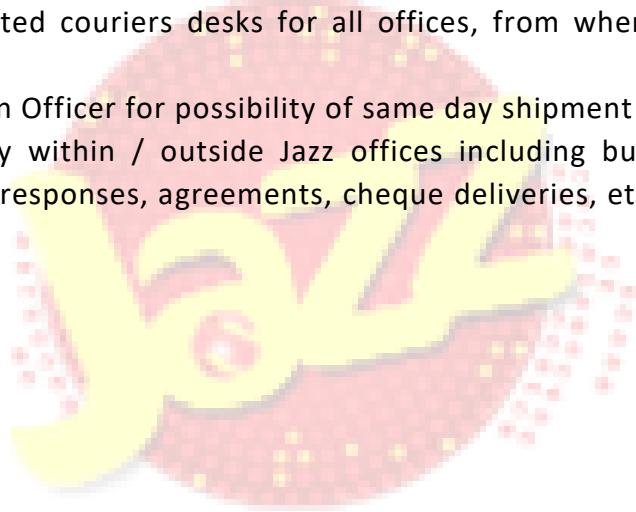 ted couriers desks for all offices, from wher
n Officer for possibility of same day shipment
y within / outside Jazz offices including bu
responses, agreements, cheque deliveries, et
Jazz